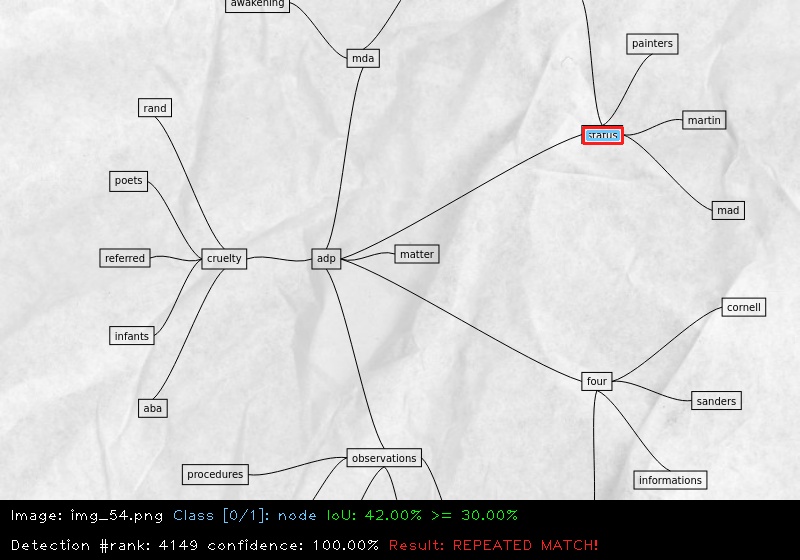 awakening
mda
painters
rand
martin
status
poets
mad
referred
cruelty
adp
matter
cornell
infants
four
aba
sanders
observations
procedures
informations
Image: img_54.png Class [0/1]: node IoU: 42.00% >= 30.00%
Detection #rank: 4149 confidence: 100.00% Result: REPEATED MATCH!